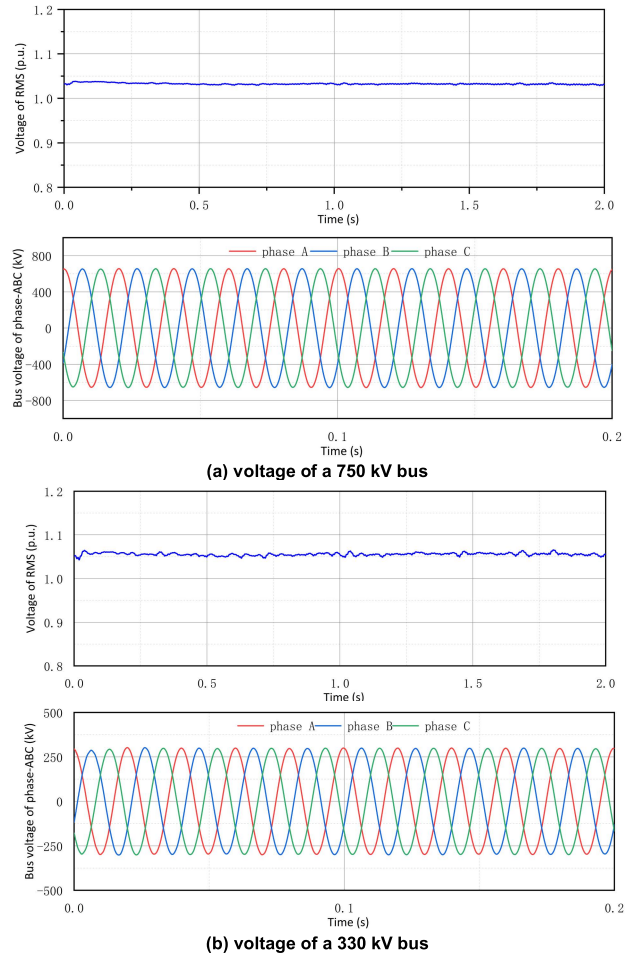 1.2
1.1
1.0
0.9
0.8
Voltage of RMS (p.u.)
0.0 0.5 1.0 1.5 2.0
Time (s)
phase A phase B phase C
800
400
0
-400
-800
Bus voltage of phase-ABC (kV)
0.0 0.1 0.2
Time (s)
(a) voltage of a 750 kV bus
1.2
1.1
1.0
0.9
0.8
Voltage of RMS (p.u.)
0.0 0.5 1.0 1.5 2.0
Time (s)
phase A phase B phase C
500
250
0
-250
-500
Bus voltage of phase-ABC (kV)
0.0 0.1 0.2
Time (s)
(b) voltage of a 330 kV bus